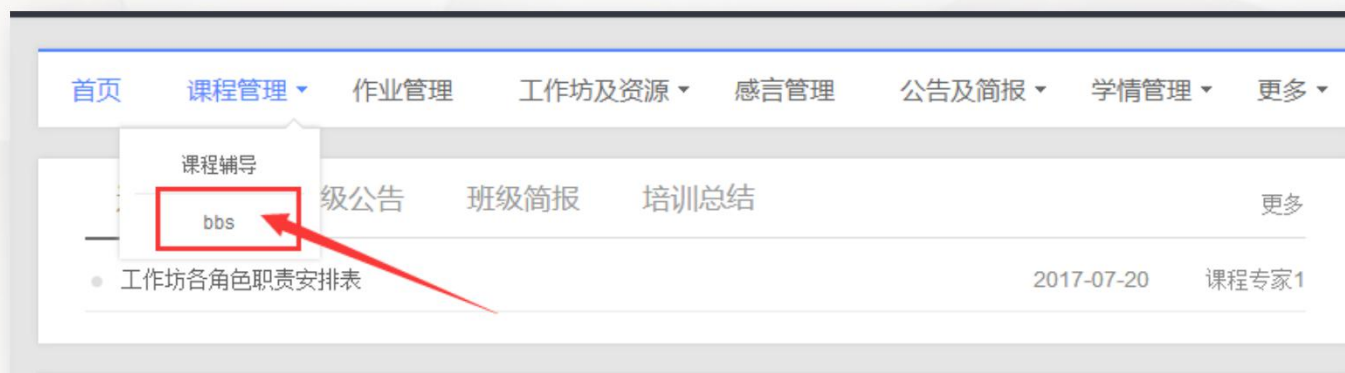 首页 课程管理 作业管理 工作坊及资源 感言管理 公告及简报 学情管理 更多
课程辅导
级公告 班级简报 培训总结 更多
bbs
工作坊各角色职责安排表 2017-07-20 课程专家1